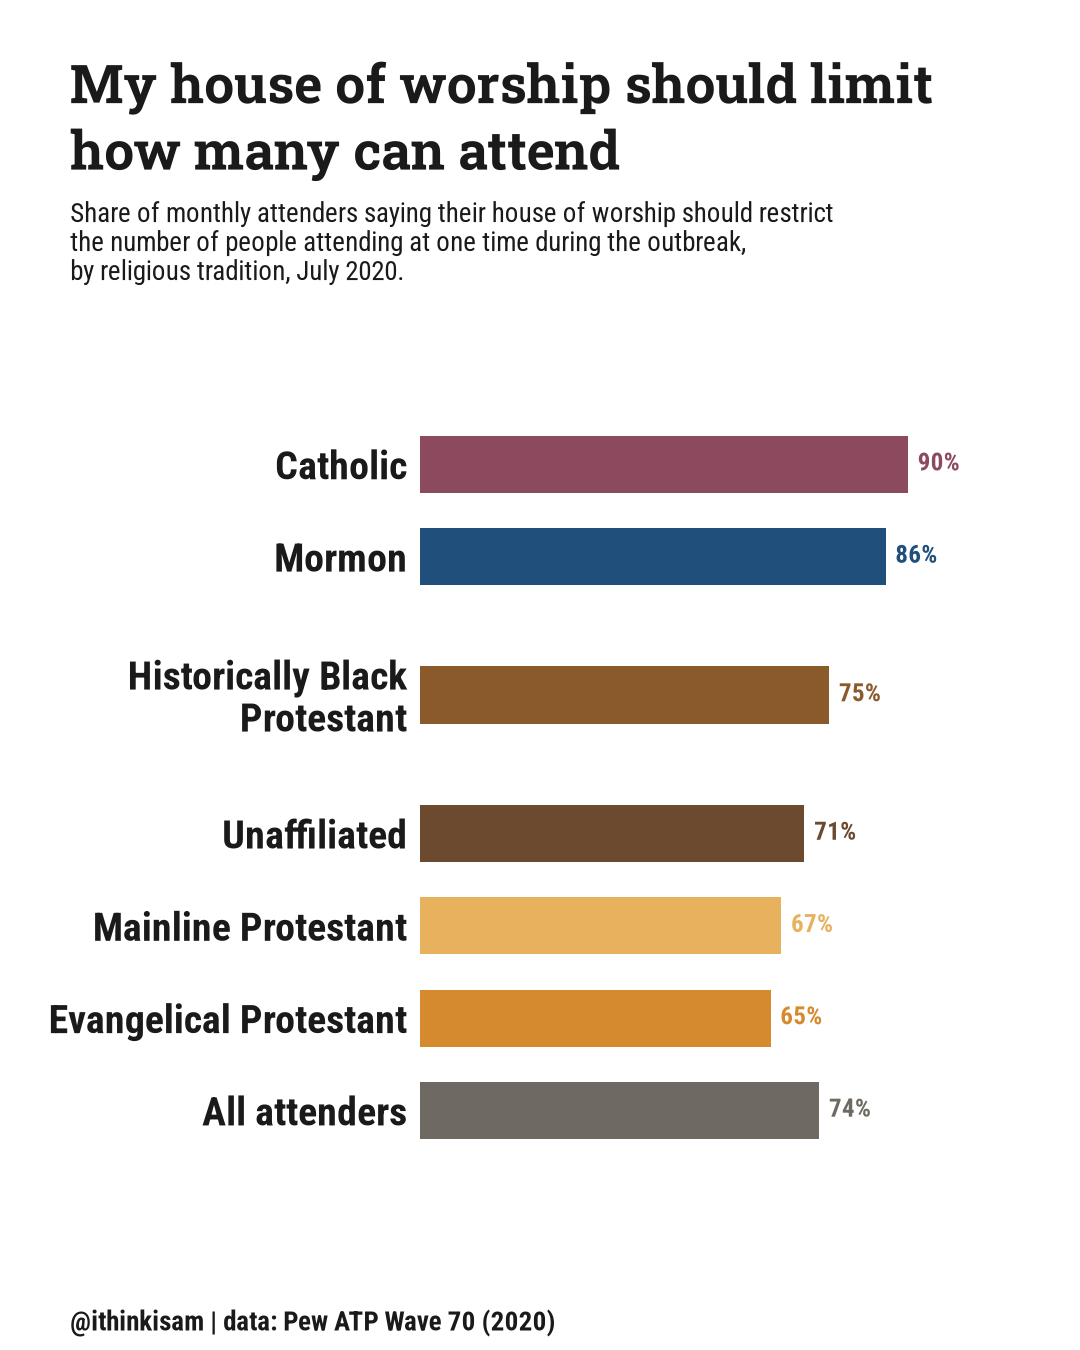 My house of worship should limit
how many can attend
Share of monthly attenders saying their house of worship should restrict
the number of people attending at one time during the outbreak,
by religious tradition, July 2020.
Catholic 90%
Mormon 86%
Historically Black
Protestant 75%
Unaffiliated 71%
Mainline Protestant 67%
Evangelical Protestant 65%
All attenders 74%
@ithinkisam | data: Pew ATP Wave 70 (2020)